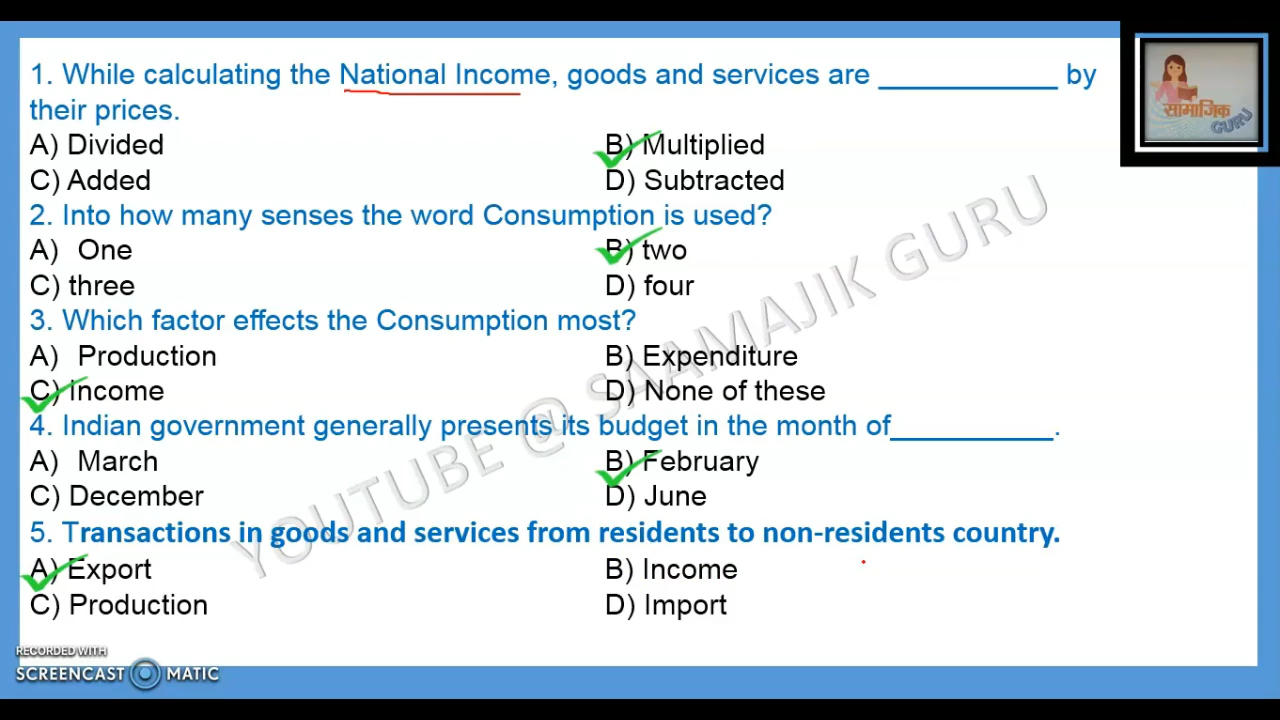 1. While calculating the National Income, goods and services are ____________ by
their prices.
A) Divided B) Multiplied
C) Added D) Subtracted
2. Into how many senses the word Consumption is used?
A) One B) two
C) three D) four
3. Which factor effects the Consumption most?
A) Production B) Expenditure
C) Income D) None of these
4. Indian government generally presents its budget in the month of___________.
A) March B) February
C) December D) June
5. Transactions in goods and services from residents to non-residents country.
A) Export B) Income
C) Production D) Import
सामाजिक
GURU
YOUTUBE @ SAAMAJIK GURU
RECORDED WITH
SCREENCAST MATIC